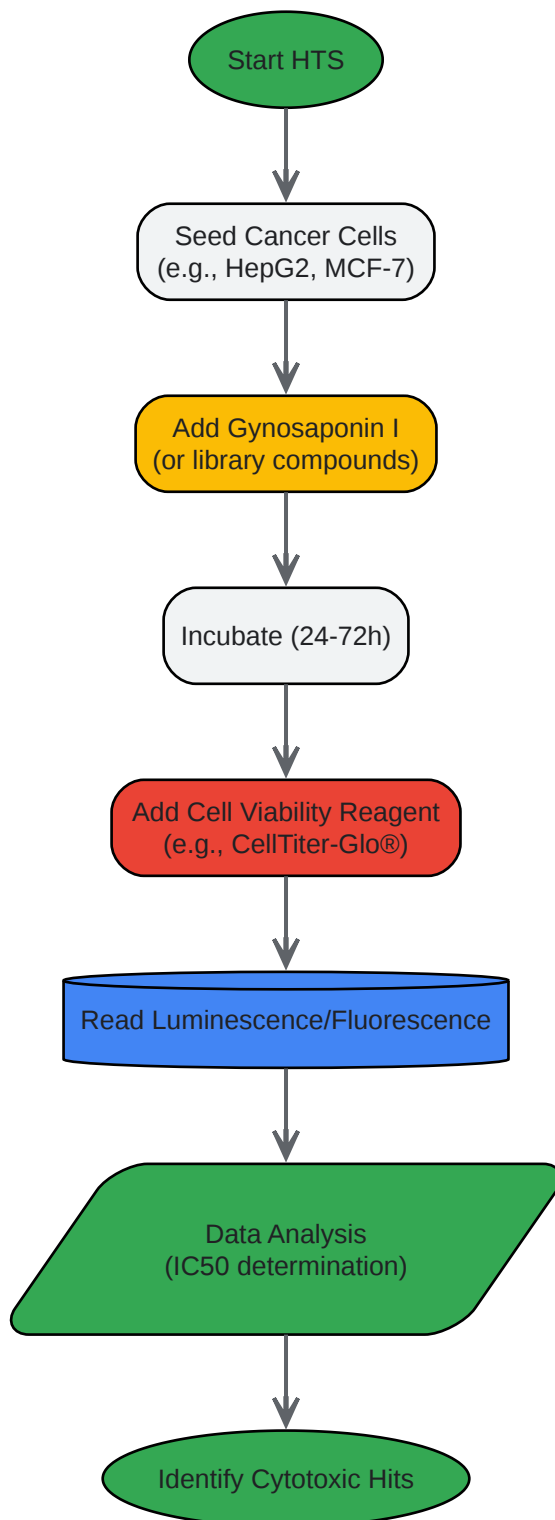 Start HTS
Seed Cancer Cells
(e.g., HepG2, MCF-7)
Add Gynosaponin I
(or library compounds)
Incubate (24-72h)
Add Cell Viability Reagent
(e.g., CellTiter-Glo®)
Read Luminescence/Fluorescence
Data Analysis
(IC50 determination)
Identify Cytotoxic Hits